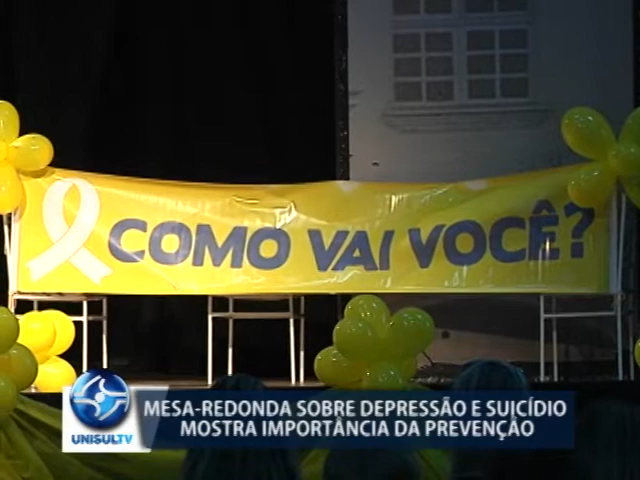 COMO VAI VOCÊ?
MESA-REDONDA SOBRE DEPRESSÃO E SUICÍDIO
MOSTRA IMPORTÂNCIA DA PREVENÇÃO
UNISULTV